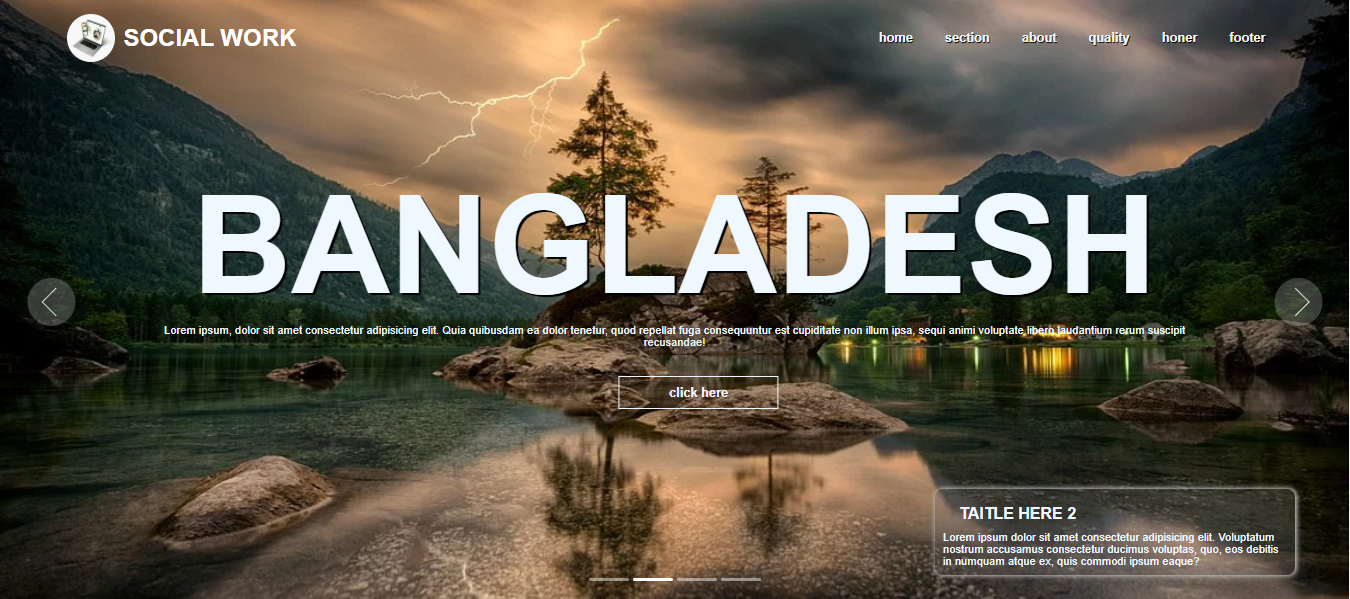 SOCIAL WORK
home section about quality honer footer
BANGLADESH
Lorem ipsum, dolor sit amet consectetur adipisicing elit. Quia quibusdam ea dolor tenetur, quod repellat fuga consequuntur est cupiditate non illum ipsa, sequi animi voluptate libero laudantium rerum suscipit
recusandae!
click here
TAITLE HERE 2
Lorem ipsum dolor sit amet consectetur adipisicing elit. Voluptatum
nostrum accusamus consectetur ducimus voluptas, quo, eos debitis
in numquam atque ex, quis commodi ipsum eaque?